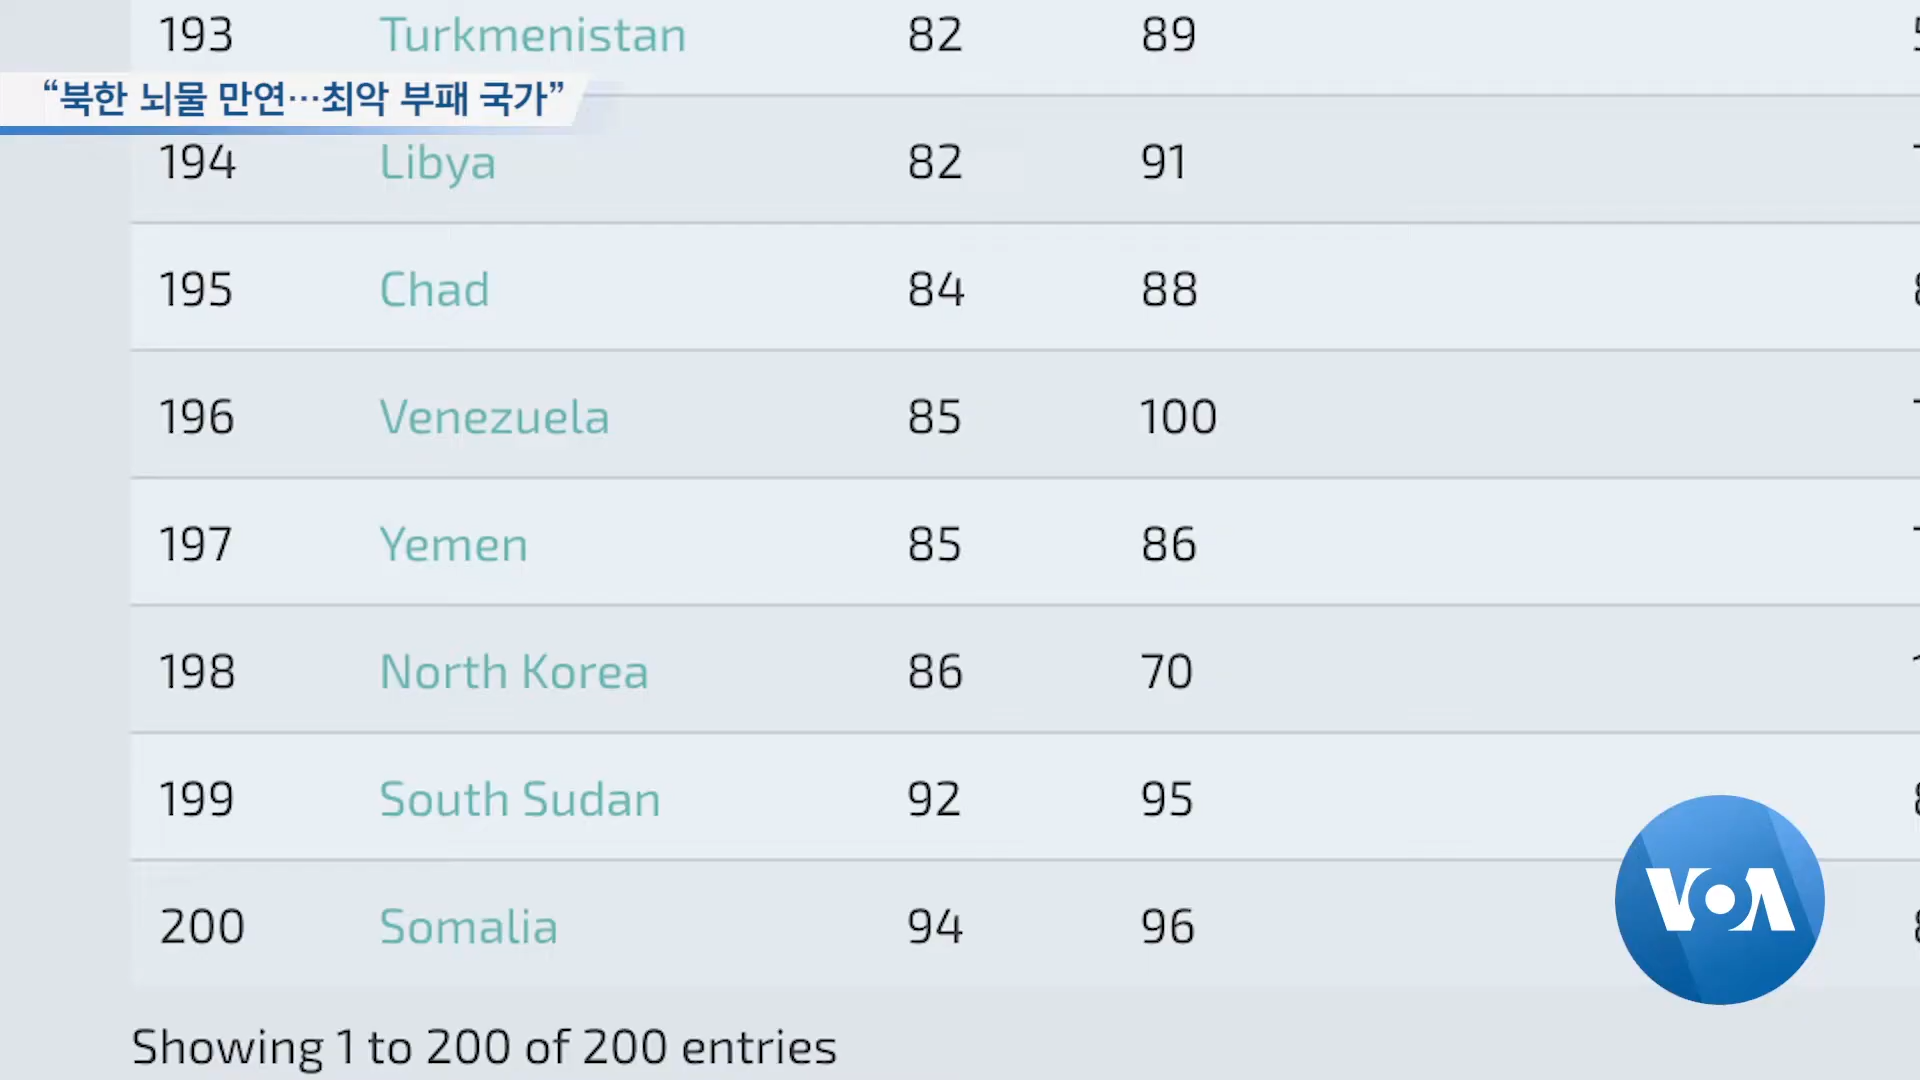 193 Turkmenistan 82 89
“북한 뇌물 만연…최악 부패 국가”
194 Libya 82 91
195 Chad 84 88
196 Venezuela 85 100
197 Yemen 85 86
198 North Korea 86 70
199 South Sudan 92 95
200 Somalia 94 96
VOA
Showing 1 to 200 of 200 entries